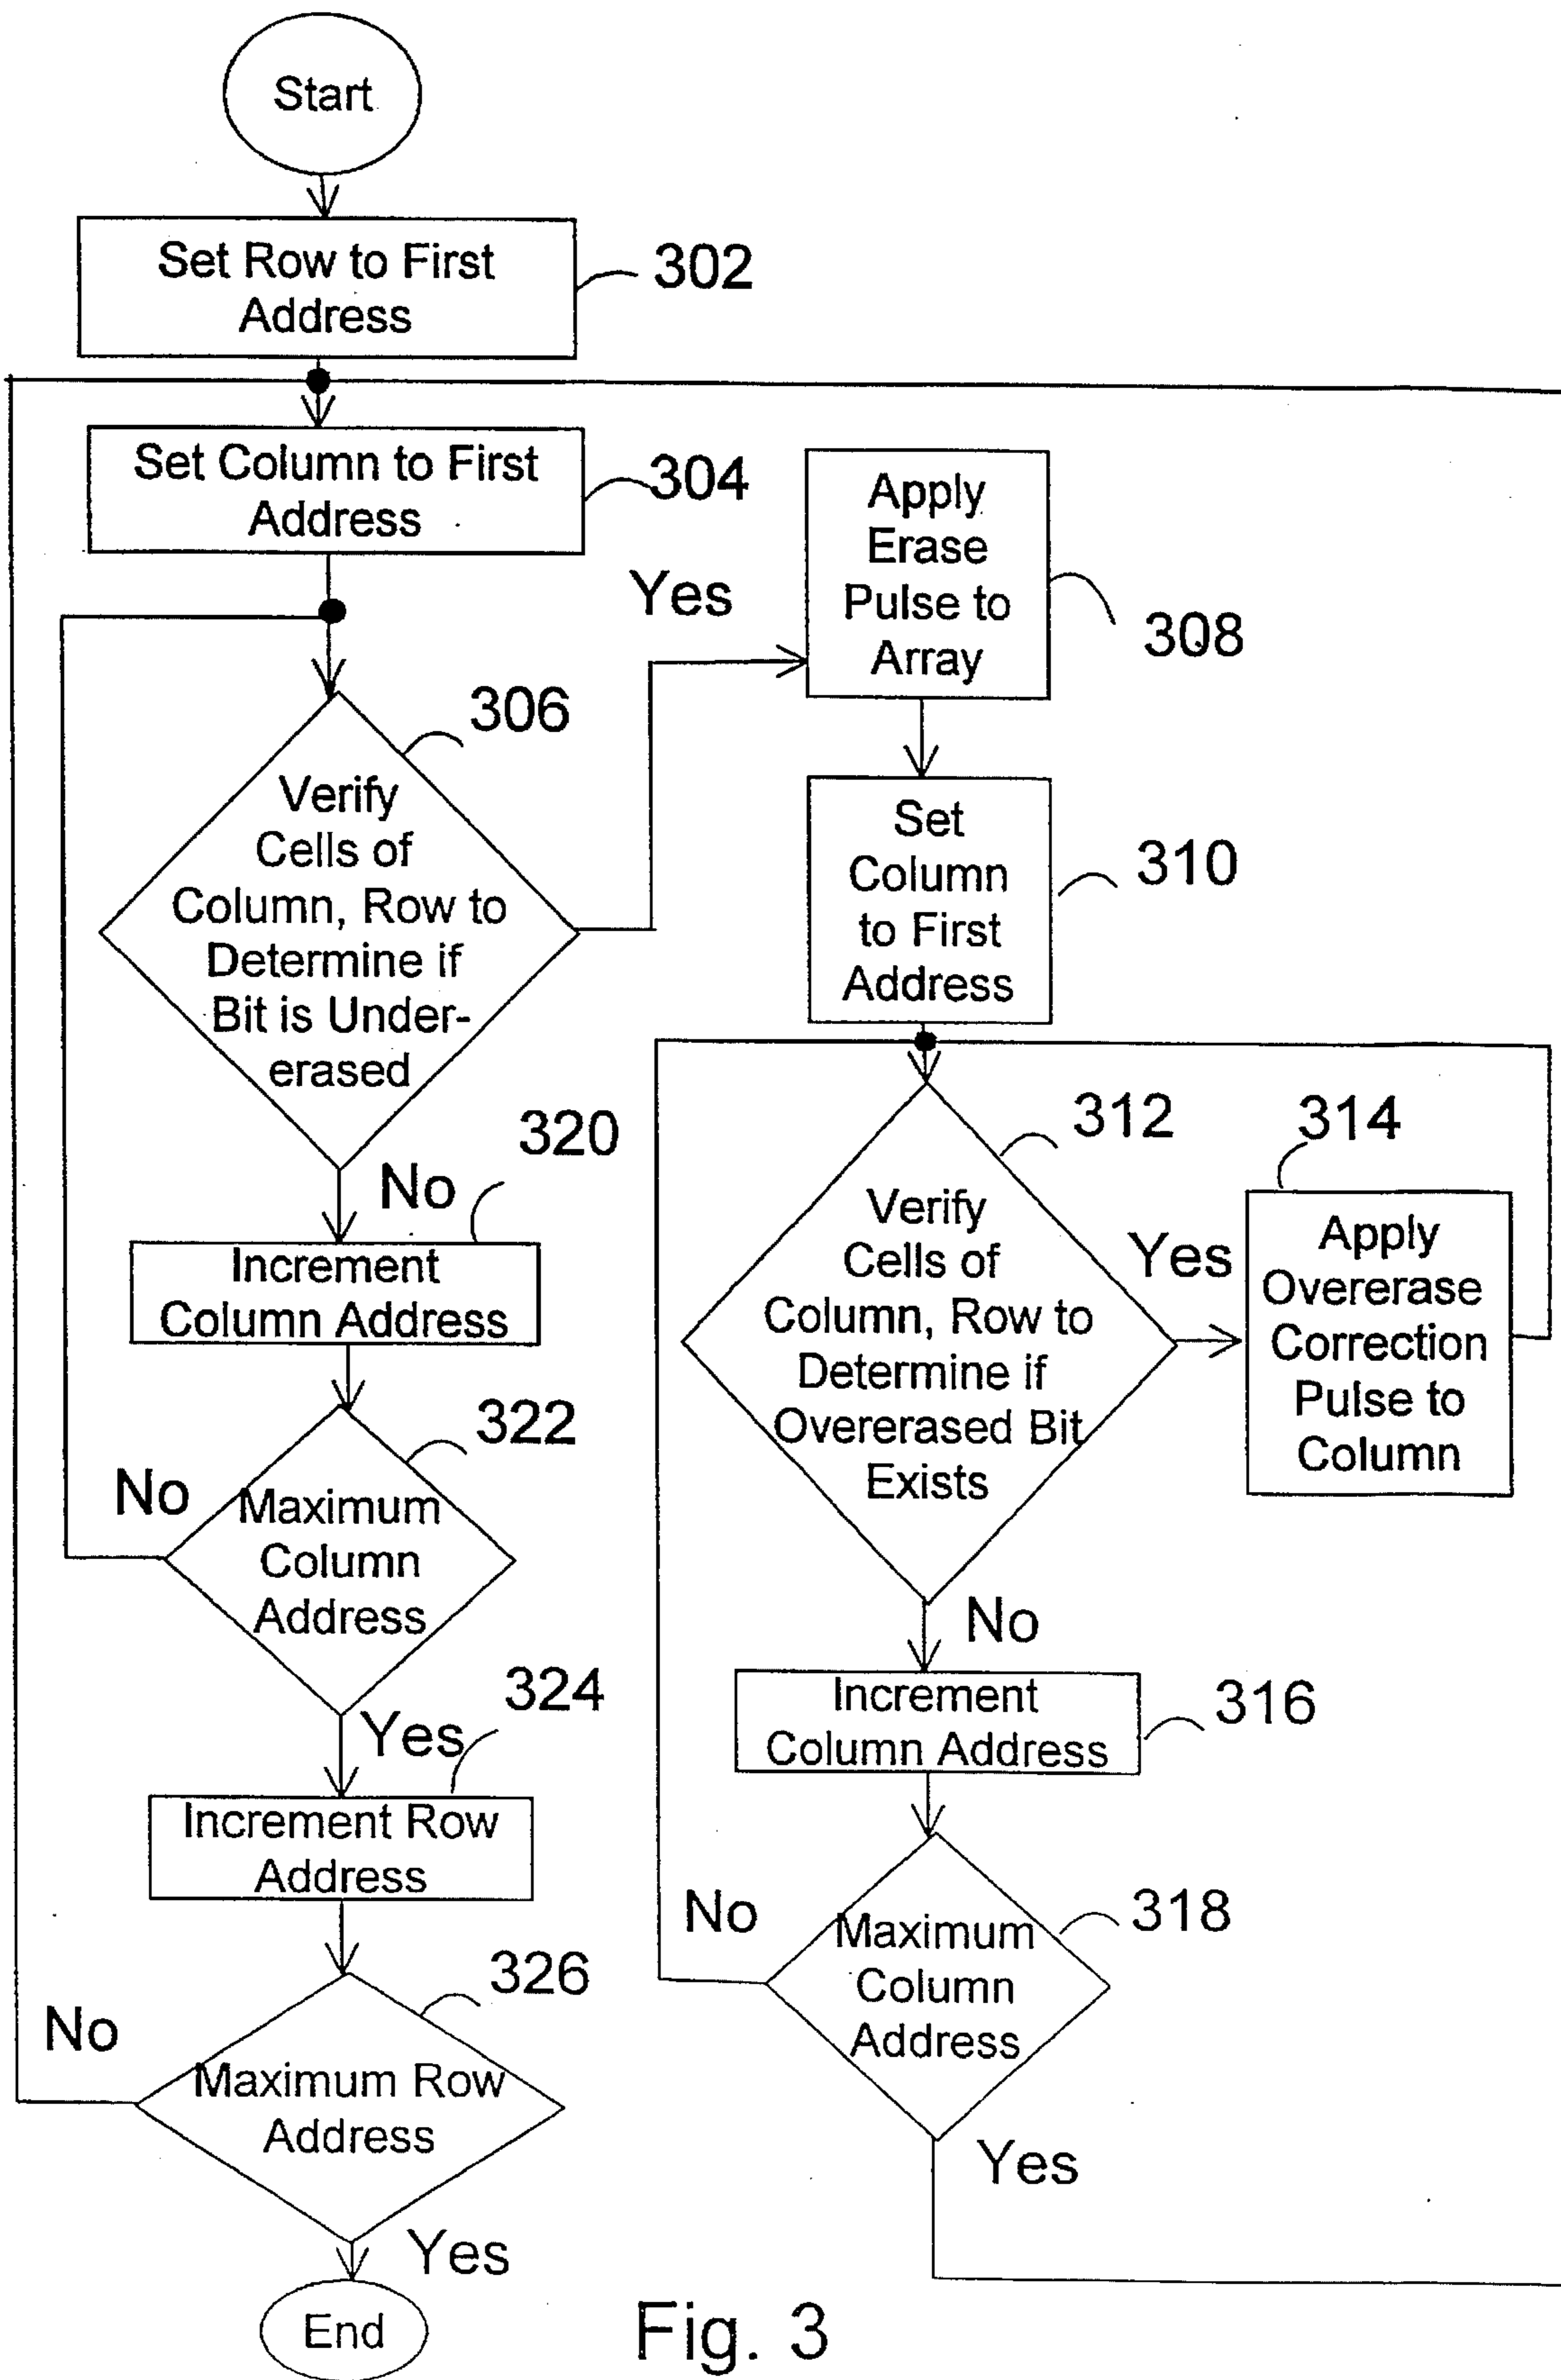 Start
Set Row to First
Address
302
Set Column to First
Address
304
Verify
Cells of
Column, Row to
Determine if
Bit is Under-
erased
306
Yes
Apply
Erase
Pulse to
Array
308
Set
Column
to First
Address
310
Verify
Cells of
Column, Row to
Determine if
Overerased Bit
Exists
312
Yes
314
Apply
Overerase
Correction
Pulse to
Column
No
Increment
Column Address
316
Maximum
Column
Address
318
No
Yes
No
320
Increment
Column Address
322
Maximum
Column
Address
No
Yes
324
Increment Row
Address
326
Maximum Row
Address
No
Yes
End
Fig. 3